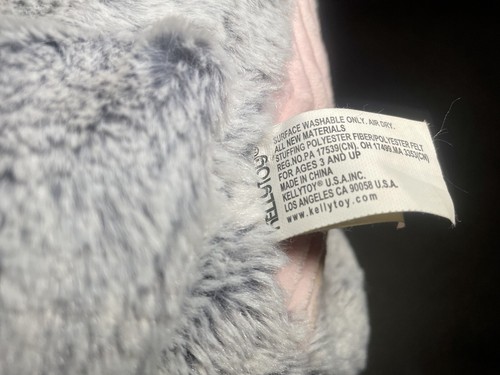 KELLYTOY®
SURFACE WASHABLE ONLY. AIR DRY.
ALL NEW MATERIALS
STUFFING POLYESTER FIBER/POLYESTER FELT
REG.NO.PA 17539(CN). OH 17499.MA 3353(CN)
FOR AGES 3 AND UP
MADE IN CHINA
KELLYTOY® U.S.A.INC.
LOS ANGELES CA 90058 U.S.A.
www.kellytoy.com